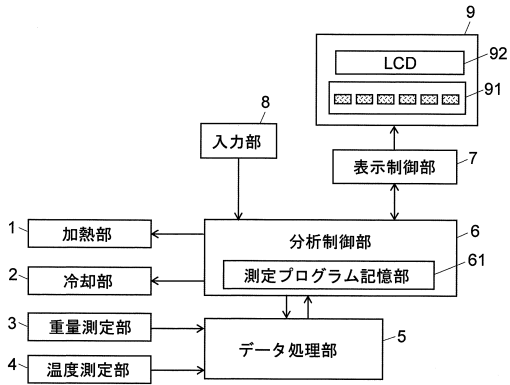 9
LCD
92
91
8
入力部
表示制御部
7
1
加熱部
分析制御部
6
2
冷却部
測定プログラム記憶部
61
3
重量測定部
データ処理部
5
4
温度測定部